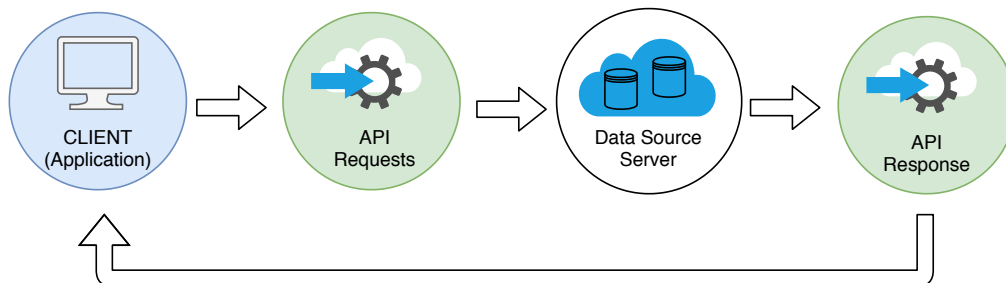 CLIENT
(Application)
API
Requests
Data Source
Server
API
Response